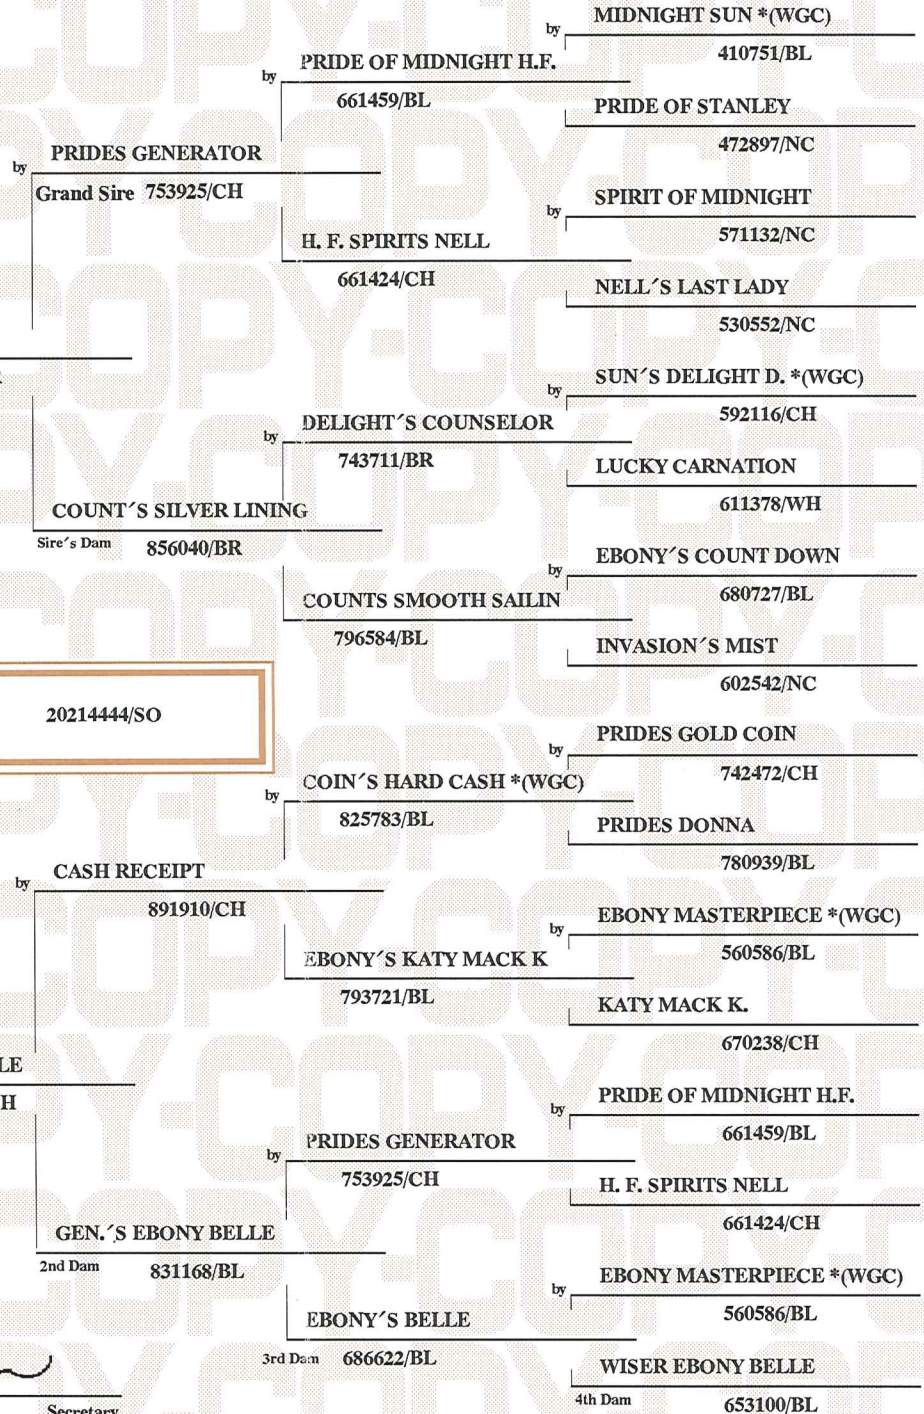 by MIDNIGHT SUN *(WGC)
410751/BL
by PRIDE OF MIDNIGHT H.F.
661459/BL
PRIDE OF STANLEY
472897/NC
by PRIDES GENERATOR
Grand Sire 753925/CH
by SPIRIT OF MIDNIGHT
571132/NC
H. F. SPIRITS NELL
661424/CH
NELL´S LAST LADY
530552/NC
by SUN´S DELIGHT D. *(WGC)
592116/CH
by DELIGHT´S COUNSELOR
743711/BR
LUCKY CARNATION
611378/WH
COUNT´S SILVER LINING
Sire´s Dam 856040/BR
by EBONY´S COUNT DOWN
680727/BL
COUNTS SMOOTH SAILIN
796584/BL
INVASION´S MIST
602542/NC
20214444/SO
by PRIDES GOLD COIN
742472/CH
by COIN´S HARD CASH *(WGC)
825783/BL
PRIDES DONNA
780939/BL
by CASH RECEIPT
891910/CH
by EBONY MASTERPIECE *(WGC)
560586/BL
EBONY´S KATY MACK K
793721/BL
KATY MACK K.
670238/CH
LE
H
by PRIDE OF MIDNIGHT H.F.
661459/BL
by PRIDES GENERATOR
753925/CH
H. F. SPIRITS NELL
661424/CH
GEN.´S EBONY BELLE
2nd Dam 831168/BL
by EBONY MASTERPIECE *(WGC)
560586/BL
EBONY´S BELLE
3rd Dam 686622/BL
WISER EBONY BELLE
4th Dam 653100/BL
Secretary